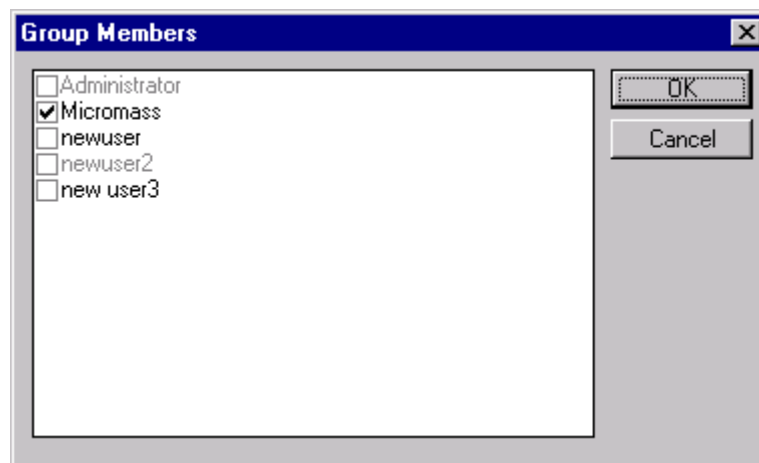 Group Members
Administrator
Micromass
newuser
newuser2
new user3
OK
Cancel